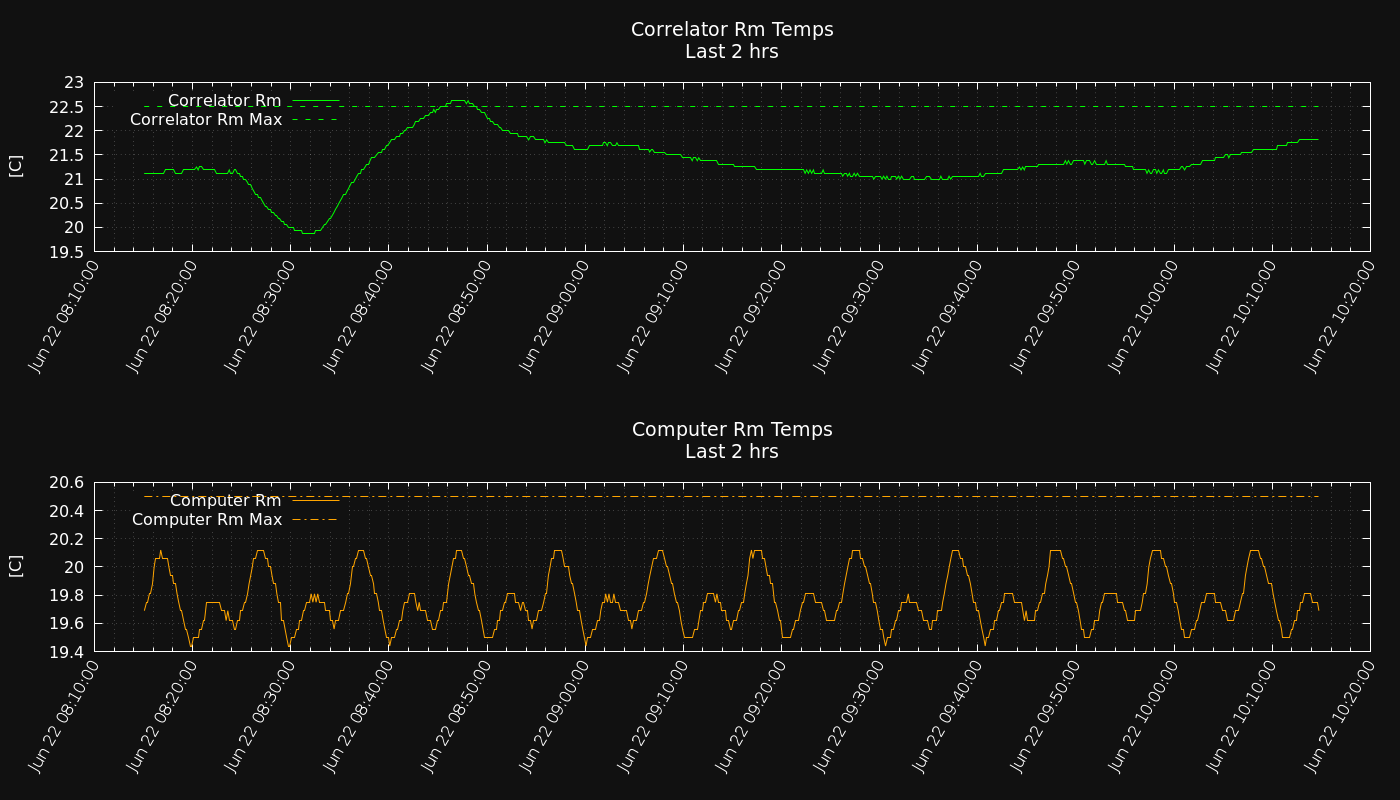 Correlator Rm Temps
Last 2 hrs
23
22.5
22
21.5
21
20.5
20
19.5
[C]
Correlator Rm
Correlator Rm Max
Jun 22 08:10:00
Jun 22 08:20:00
Jun 22 08:30:00
Jun 22 08:40:00
Jun 22 08:50:00
Jun 22 09:00:00
Jun 22 09:10:00
Jun 22 09:20:00
Jun 22 09:30:00
Jun 22 09:40:00
Jun 22 09:50:00
Jun 22 10:00:00
Jun 22 10:10:00
Jun 22 10:20:00
Computer Rm Temps
Last 2 hrs
20.6
20.4
20.2
20
19.8
19.6
19.4
[C]
Computer Rm
Computer Rm Max
Jun 22 08:10:00
Jun 22 08:20:00
Jun 22 08:30:00
Jun 22 08:40:00
Jun 22 08:50:00
Jun 22 09:00:00
Jun 22 09:10:00
Jun 22 09:20:00
Jun 22 09:30:00
Jun 22 09:40:00
Jun 22 09:50:00
Jun 22 10:00:00
Jun 22 10:10:00
Jun 22 10:20:00